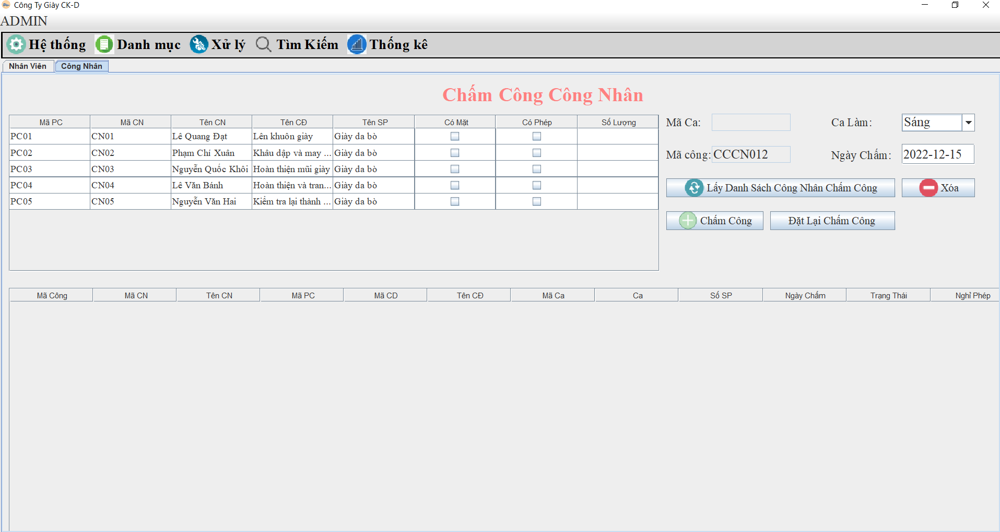 Công Ty Giày CK-D
ADMIN
Hệ thống Danh mục Xử lý Tìm Kiếm Thống kê
Nhân Viên Công Nhân
Chấm Công Công Nhân
Mã PC Mã CN Tên CN Tên CĐ Tên SP Có Mặt Có Phép Số Lượng
PC01 CN01 Lê Quang Đạt Lên khuôn giày Giày da bò
PC02 CN02 Phạm Chí Xuân Khâu dập và may ... Giày da bò
PC03 CN03 Nguyễn Quốc Khôi Hoàn thiện mũi giày Giày da bò
PC04 CN04 Lê Văn Bánh Hoàn thiện và tran... Giày da bò
PC05 CN05 Nguyễn Văn Hai Kiểm tra lại thành ... Giày da bò
Mã Ca: Ca Làm: Sáng
Mã công: CCCN012 Ngày Chấm: 2022-12-15
Lấy Danh Sách Công Nhân Chấm Công Xóa
Chấm Công Đặt Lại Chấm Công
Mã Công Mã CN Tên CN Mã PC Mã CD Tên CĐ Mã Ca Ca Số SP Ngày Chấm Trạng Thái Nghỉ Phép